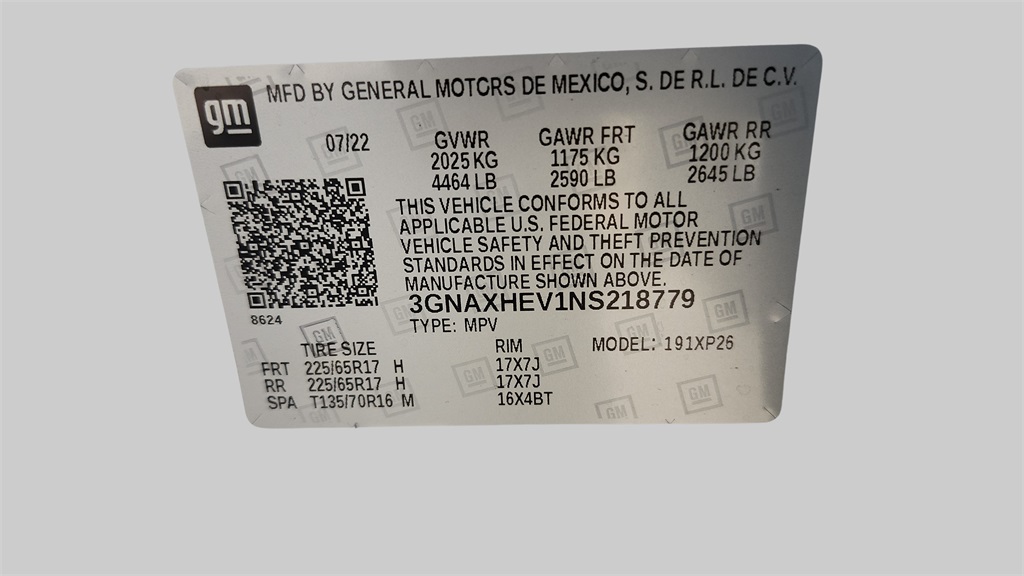 gm
MFD BY GENERAL MOTORS DE MEXICO, S. DE R.L. DE C.V.
07/22 GVWR GAWR FRT GAWR RR
2025 KG 1175 KG 1200 KG
4464 LB 2590 LB 2645 LB
THIS VEHICLE CONFORMS TO ALL
APPLICABLE U.S. FEDERAL MOTOR
VEHICLE SAFETY AND THEFT PREVENTION
STANDARDS IN EFFECT ON THE DATE OF
MANUFACTURE SHOWN ABOVE.
3GNAXHEV1NS218779
8624
TYPE: MPV
TIRE SIZE RIM MODEL: 191XP26
FRT 225/65R17 H 17X7J
RR 225/65R17 H 17X7J
SPA T135/70R16 M 16X4BT